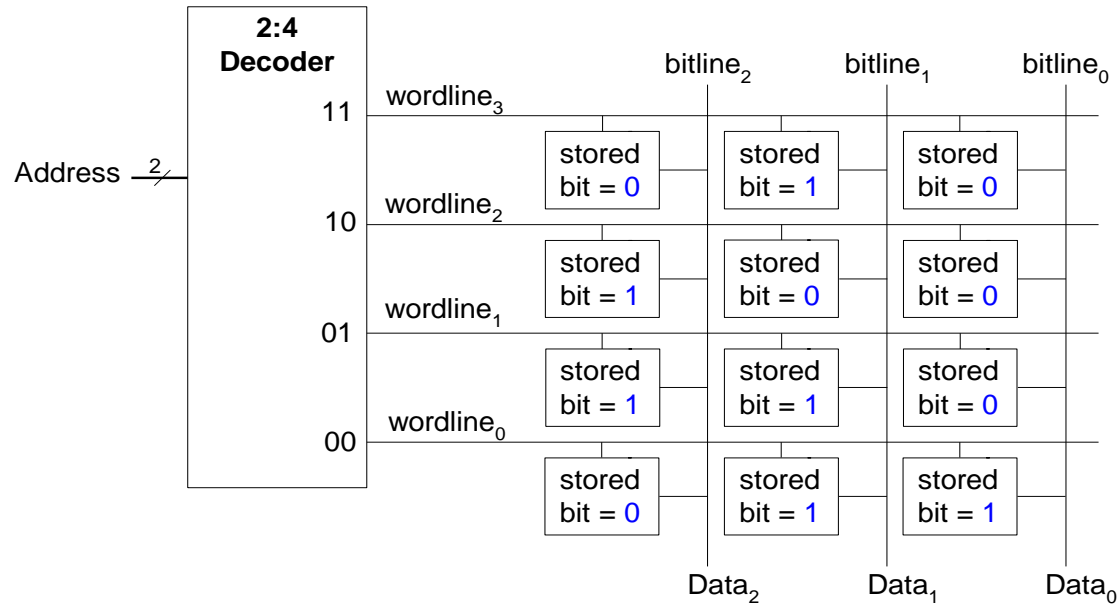 2:4
Decoder
bitline₂ bitline₁ bitline₀
11 wordline₃
Address 2
stored stored stored
bit = 0 bit = 1 bit = 0
wordline₂
10
stored stored stored
bit = 1 bit = 0 bit = 0
wordline₁
01
stored stored stored
bit = 1 bit = 1 bit = 0
wordline₀
00
stored stored stored
bit = 0 bit = 1 bit = 1
Data₂ Data₁ Data₀